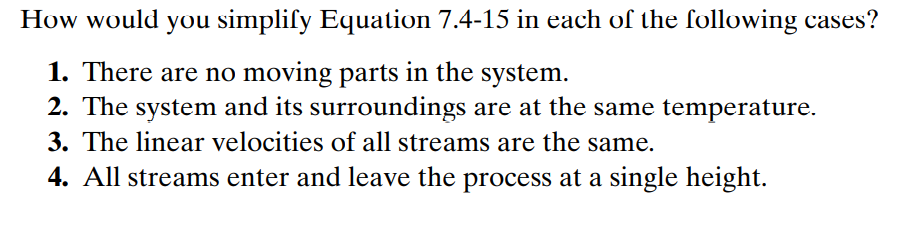 How would you simplify Equation 7.4-15 in each of the following cases?
1. There are no moving parts in the system.
2. The system and its surroundings are at the same temperature.
3. The linear velocities of all streams are the same.
4. All streams enter and leave the process at a single height.